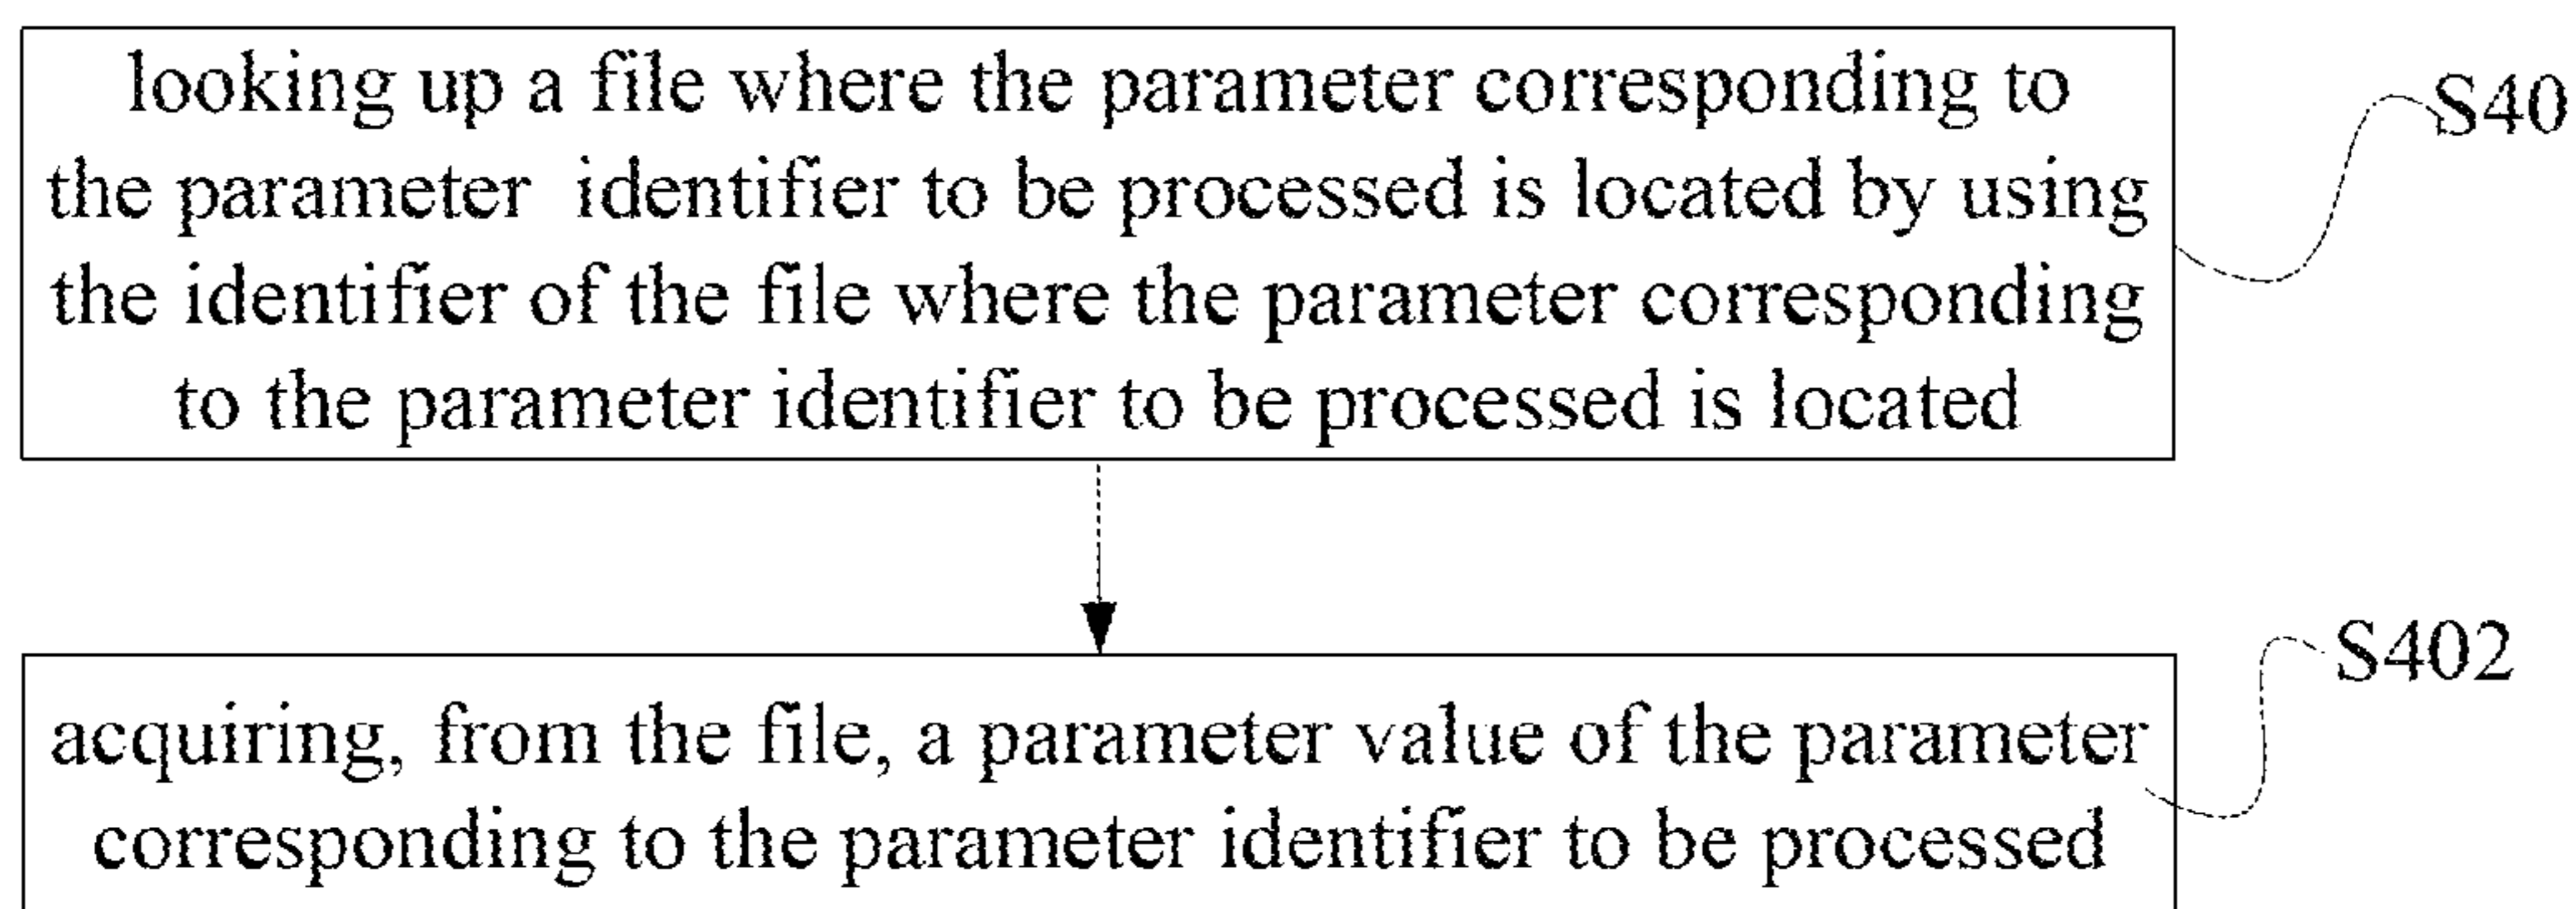 looking up a file where the parameter corresponding to
the parameter identifier to be processed is located by using
the identifier of the file where the parameter corresponding
to the parameter identifier to be processed is located
S40
acquiring, from the file, a parameter value of the parameter
corresponding to the parameter identifier to be processed
S402